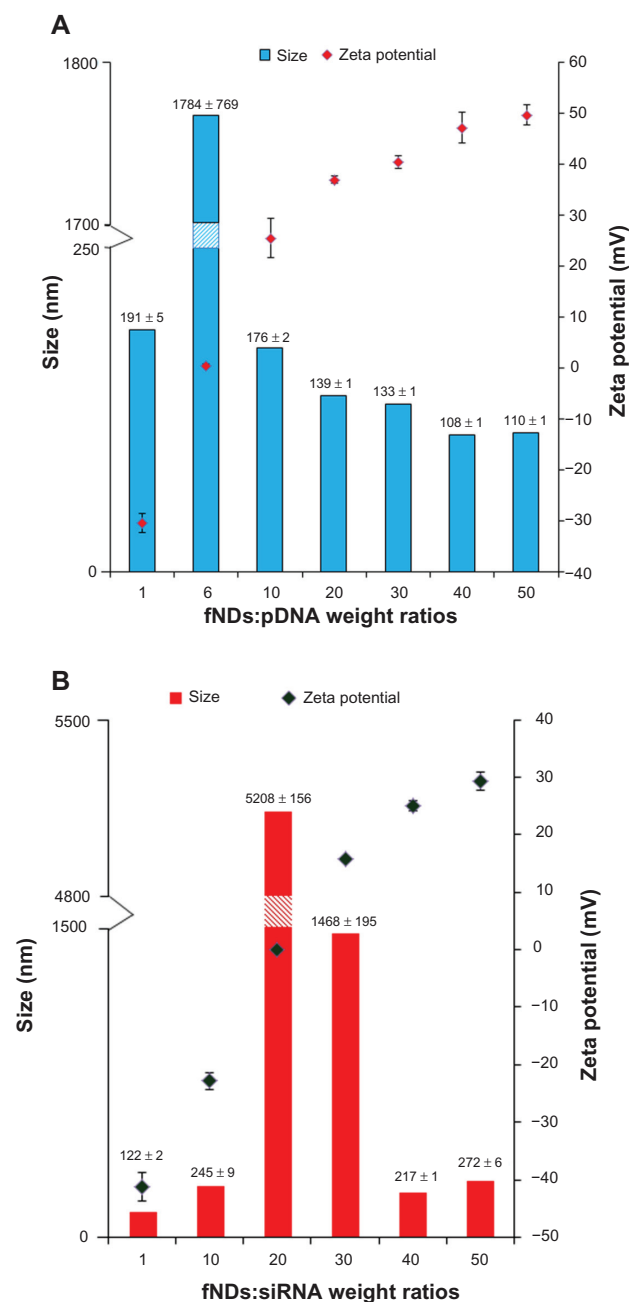 A
Size
Zeta potential
1800
1700
250
0
Size (nm)
1784 ± 769
191 ± 5
176 ± 2
139 ± 1
133 ± 1
108 ± 1
110 ± 1
60
50
40
30
20
10
0
−10
−20
−30
−40
Zeta potential (mV)
1
6
10
20
30
40
50
fNDs:pDNA weight ratios
B
Size
Zeta potential
5500
4800
1500
0
Size (nm)
5208 ± 156
1468 ± 195
122 ± 2
245 ± 9
217 ± 1
272 ± 6
40
30
20
10
0
−10
−20
−30
−40
−50
Zeta potential (mV)
1
10
20
30
40
50
fNDs:siRNA weight ratios